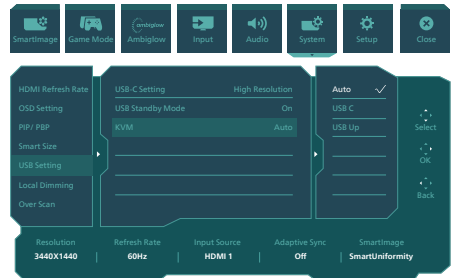 ambiglow
SmartImage Game Mode Ambiglow Input Audio System Setup Close
HDMI Refresh Rate USB-C Setting High Resolution Auto
OSD Setting USB Standby Mode On USB C
PIP/ PBP KVM Auto USB Up Select
Smart Size
USB Setting OK
Local Dimming
Over Scan Back
Resolution Refresh Rate Input Source Adaptive Sync SmartImage
3440X1440 60Hz HDMI 1 Off SmartUniformity